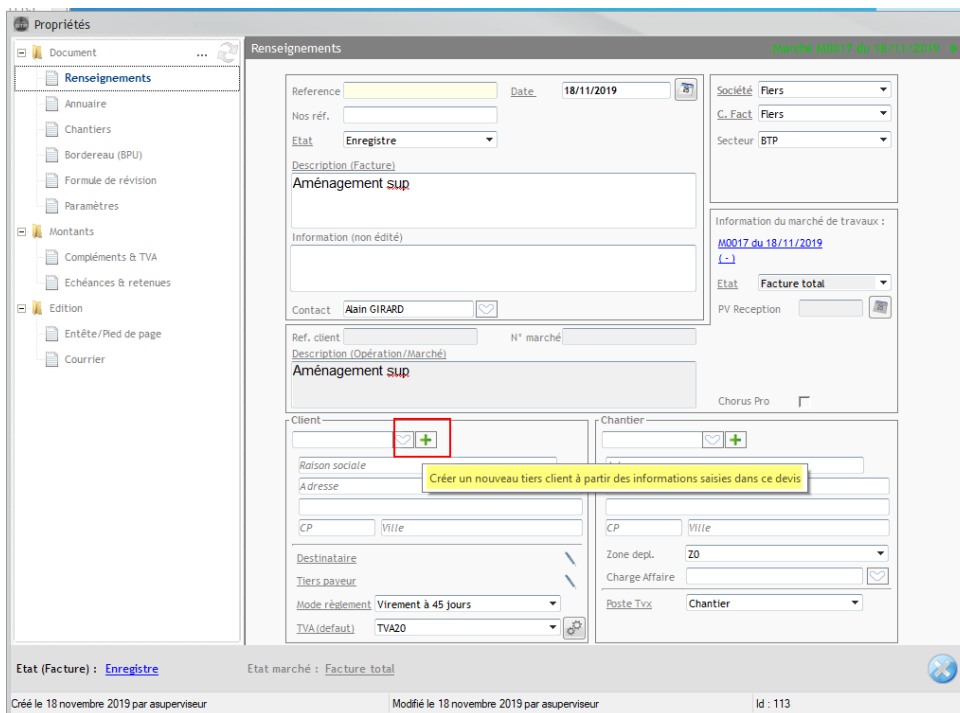 Propriétés
Document ...
Renseignements
Annuaire
Chantiers
Bordereau (BPU)
Formule de révision
Paramètres
Montants
Compléments & TVA
Echéances & retenues
Edition
Entête/Pied de page
Courrier
Renseignements
Marché M0017 du 18/11/2019
Reference
Date 18/11/2019
Nos réf.
Etat Enregistre
Description (Facture)
Aménagement sup
Information (non édité)
Contact Alain GIRARD
Société Flers
C. Fact Flers
Secteur BTP
Information du marché de travaux :
M0017 du 18/11/2019
( - )
Etat Facture total
PV Reception
Ref. client N° marché
Description (Opération/Marché)
Aménagement sup
Chorus Pro
Client
Raison sociale
Adresse
CP Ville
Destinataire
Tiers payeur
Mode règlement Virement à 45 jours
TVA (defaut) TVA20
Chantier
Créer un nouveau tiers client à partir des informations saisies dans ce devis
CP Ville
Zone depl. Z0
Charge Affaire
Poste Tvx Chantier
Etat (Facture) : Enregistre
Etat marché : Facture total
Créé le 18 novembre 2019 par asuperviseur
Modifié le 18 novembre 2019 par asuperviseur
Id : 113